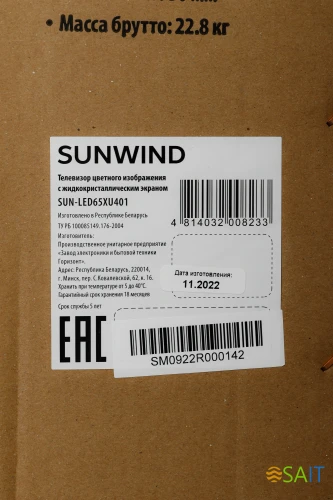 • Масса брутто: 22.8 кг
SUNWIND
Телевизор цветного изображения
с жидкокристаллическим экраном
SUN-LED65XU401
Изготовлено в Республике Беларусь
ТУ РБ 100085149.176-2004
Изготовитель:
Производственное унитарное предприятие
«Завод электроники и бытовой техники
Горизонт».
Адрес: Республика Беларусь, 220014,
г. Минск, пер. С.Ковалевской, 62, к. 16.
Хранить при температуре от 5 до 40°С.
Гарантийный срок хранения 18 месяцев
Срок службы 5 лет
4 814032 008233
Дата изготовления:
11.2022
EAC
SM0922R000142
SAIT